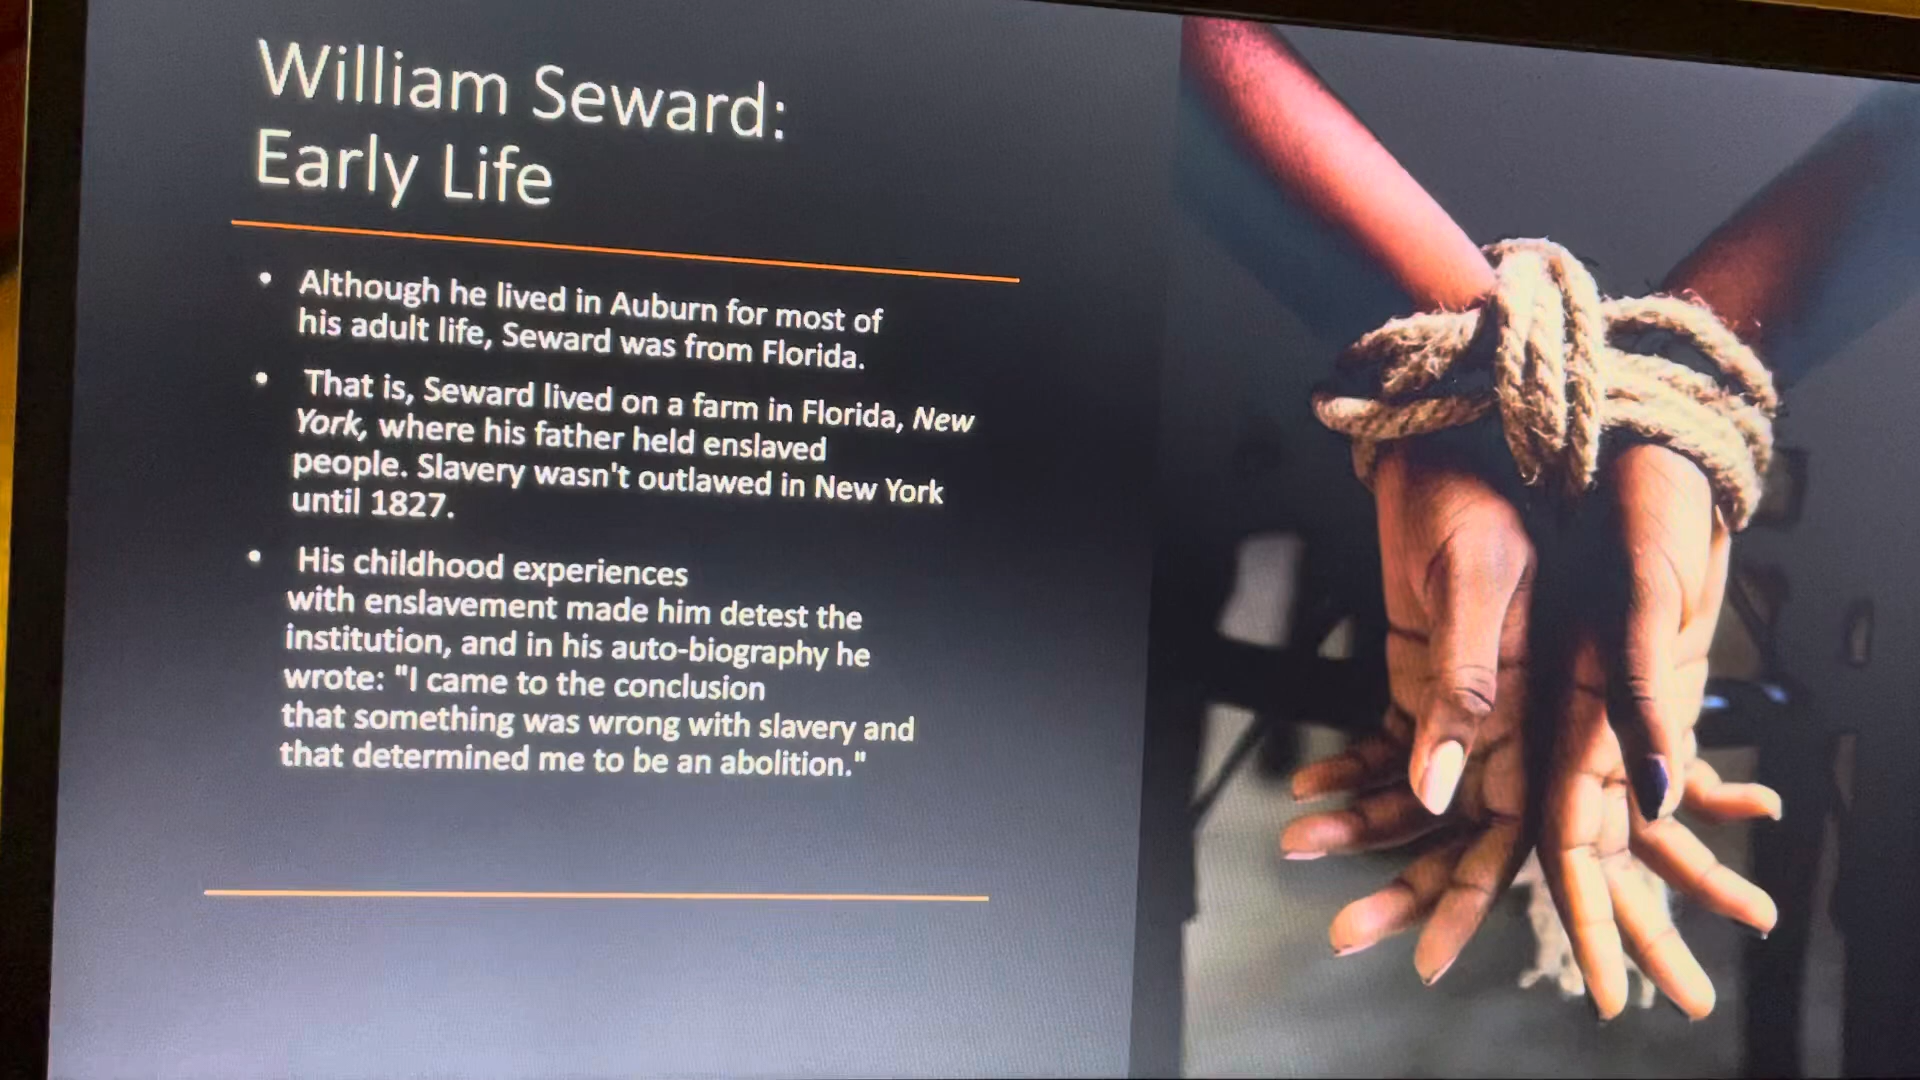 William Seward:
Early Life
• Although he lived in Auburn for most of
his adult life, Seward was from Florida.
• That is, Seward lived on a farm in Florida, New
York, where his father held enslaved
people. Slavery wasn't outlawed in New York
until 1827.
• His childhood experiences
with enslavement made him detest the
institution, and in his auto-biography he
wrote: "I came to the conclusion
that something was wrong with slavery and
that determined me to be an abolition."